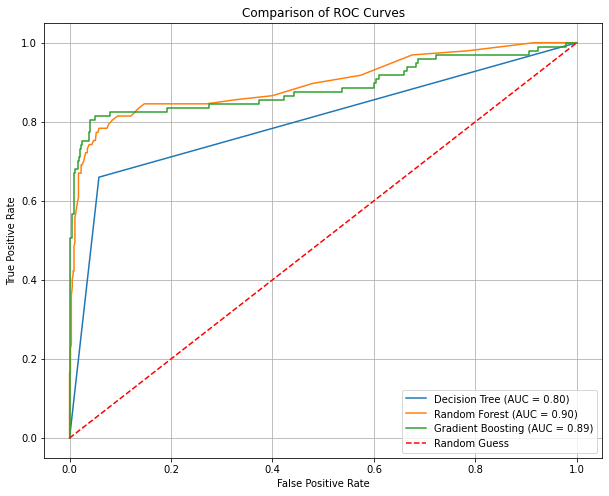 Comparison of ROC Curves
True Positive Rate
1.0
0.8
0.6
0.4
0.2
0.0
0.0 0.2 0.4 0.6 0.8 1.0
False Positive Rate
Decision Tree (AUC = 0.80)
Random Forest (AUC = 0.90)
Gradient Boosting (AUC = 0.89)
Random Guess